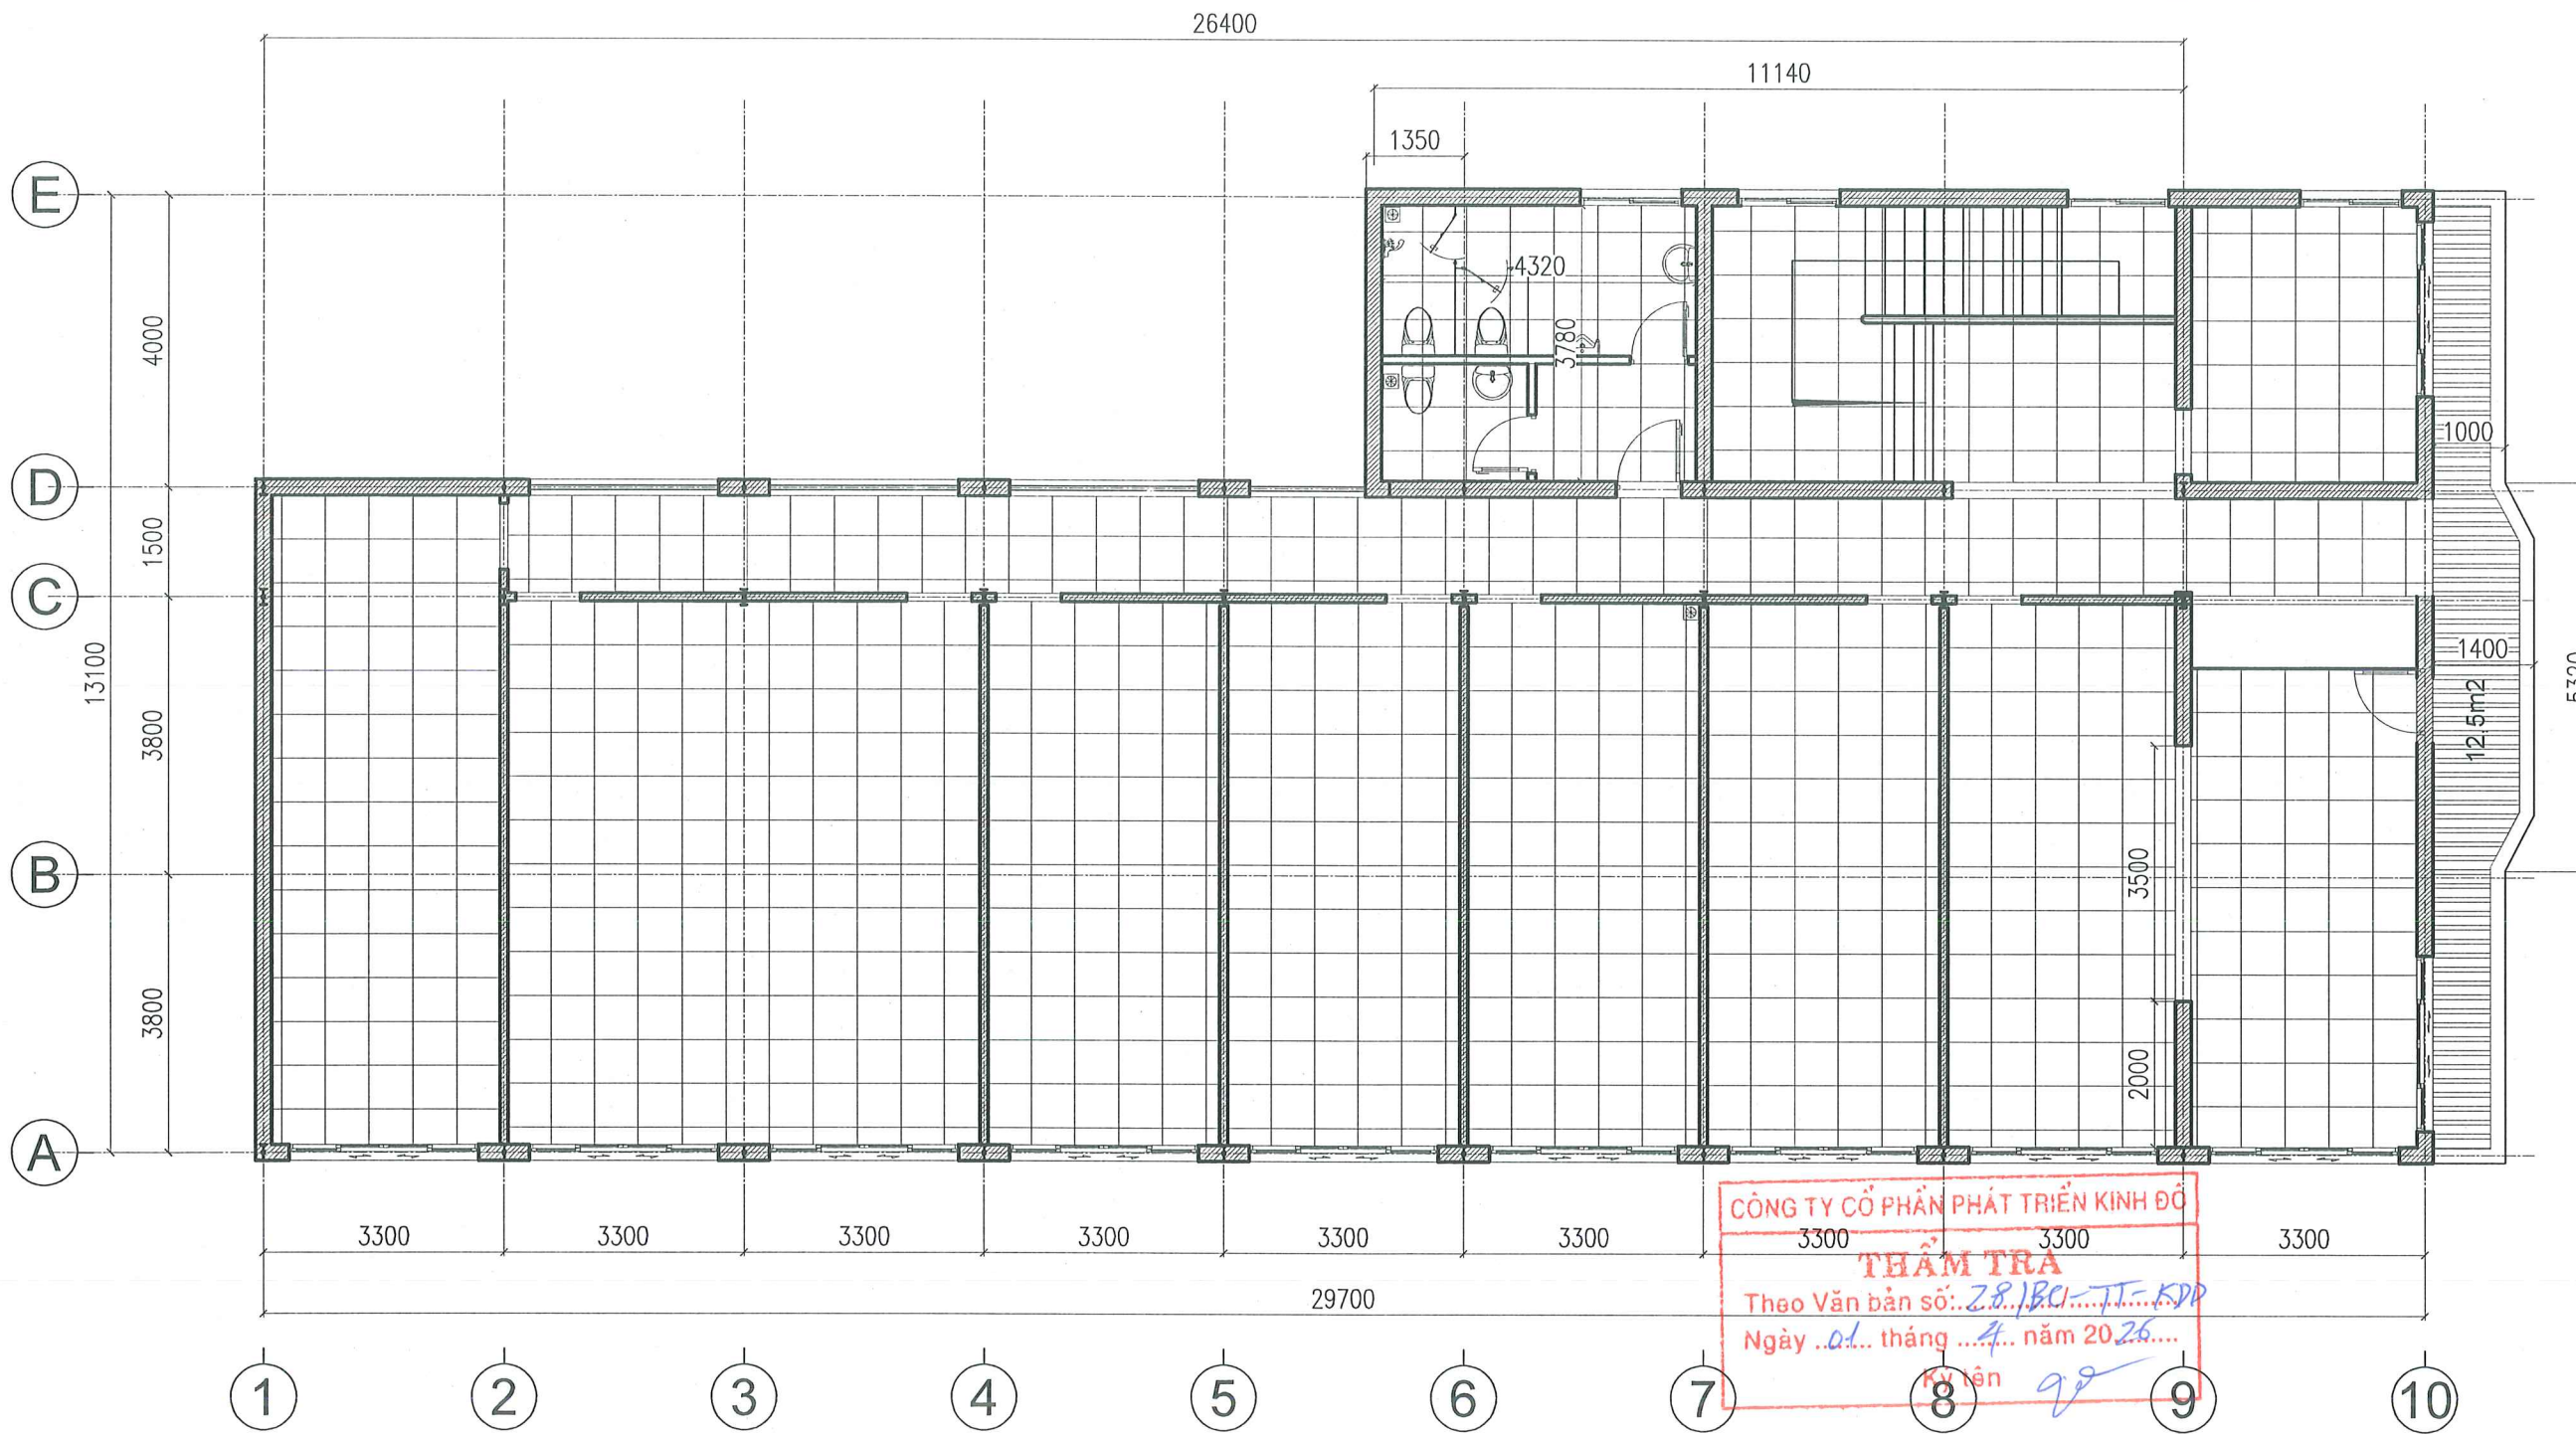 26400
11140
1350
E
4320
4000
3780
D
1000
1500
C
13100
1400
5320
12.5m2
3800
B
3500
3800
2000
A
3300 3300 3300 3300 3300 3300 3300 3300 3300
29700
CÔNG TY CỔ PHẦN PHÁT TRIỂN KINH ĐÔ
THẨM TRA
Theo Văn bản số: 28/BC-TT-KDD
Ngày 01 tháng 4 năm 2026
Ký tên
1 2 3 4 5 6 7 8 9 10